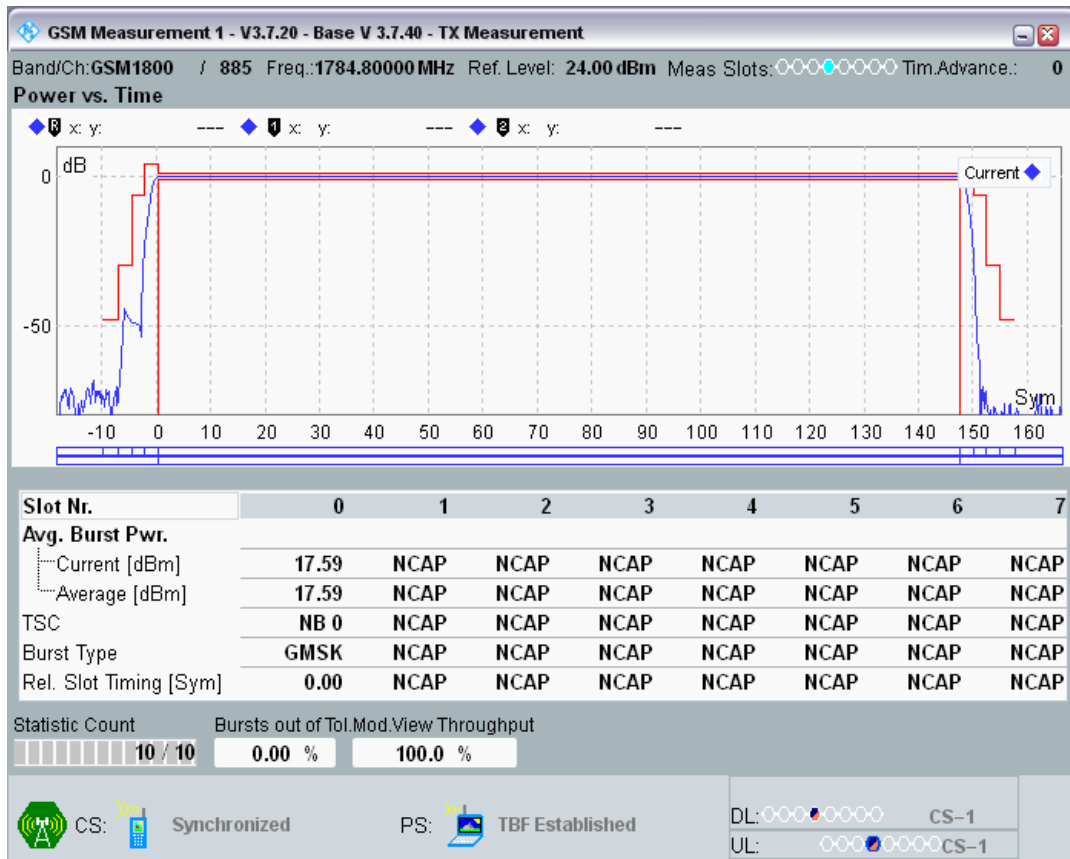 GSM Measurement 1 - V3.7.20 - Base V 3.7.40 - TX Measurement
Band/Ch:GSM1800 / 885 Freq.:1784.80000 MHz Ref. Level: 24.00 dBm Meas Slots: Tim.Advance.: 0
Power vs. Time
R x: y: --- 1 x: y: --- 2 x: y: ---
dB
Current
0
-50
Sym
-10 0 10 20 30 40 50 60 70 80 90 100 110 120 130 140 150 160
Slot Nr. 0 1 2 3 4 5 6 7
Avg. Burst Pwr.
Current [dBm] 17.59 NCAP NCAP NCAP NCAP NCAP NCAP NCAP
Average [dBm] 17.59 NCAP NCAP NCAP NCAP NCAP NCAP NCAP
TSC NB 0 NCAP NCAP NCAP NCAP NCAP NCAP NCAP
Burst Type GMSK NCAP NCAP NCAP NCAP NCAP NCAP NCAP
Rel. Slot Timing [Sym] 0.00 NCAP NCAP NCAP NCAP NCAP NCAP NCAP
Statistic Count Bursts out of Tol.Mod.View Throughput
10 / 10 0.00 % 100.0 %
CS: Synchronized PS: TBF Established
DL: CS-1
UL: CS-1